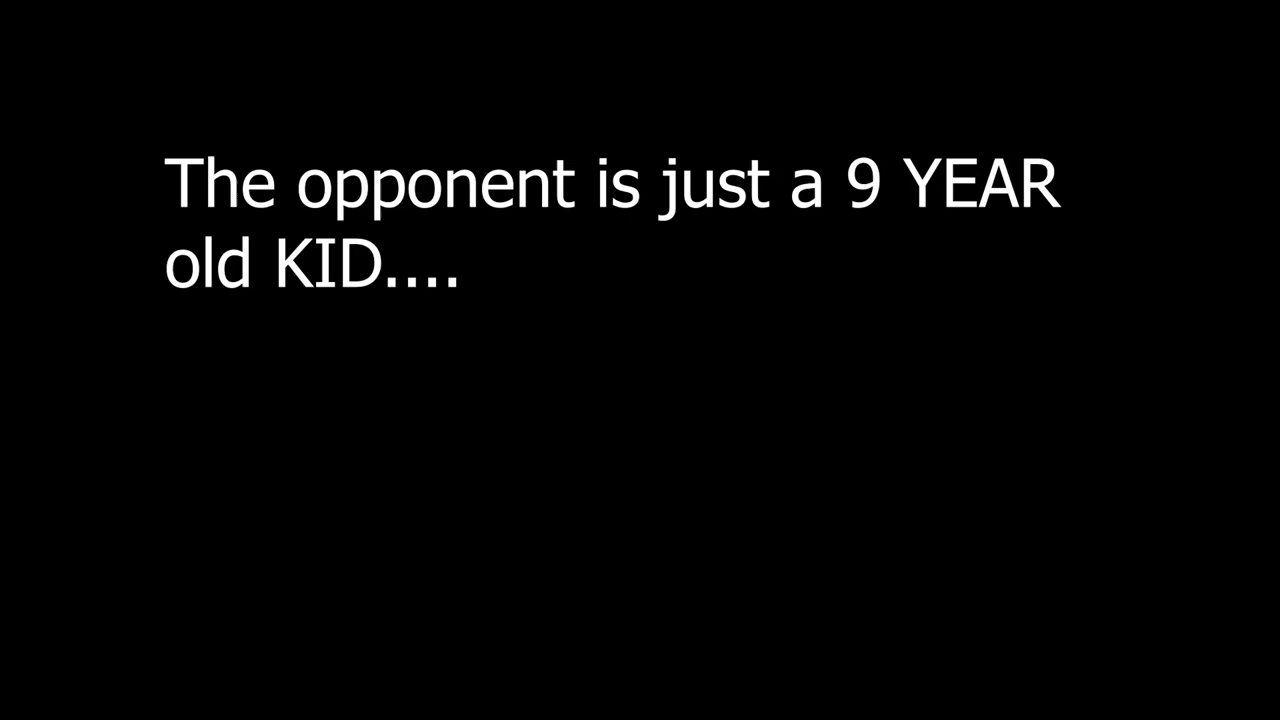 The opponent is just a 9 YEAR
old KID....